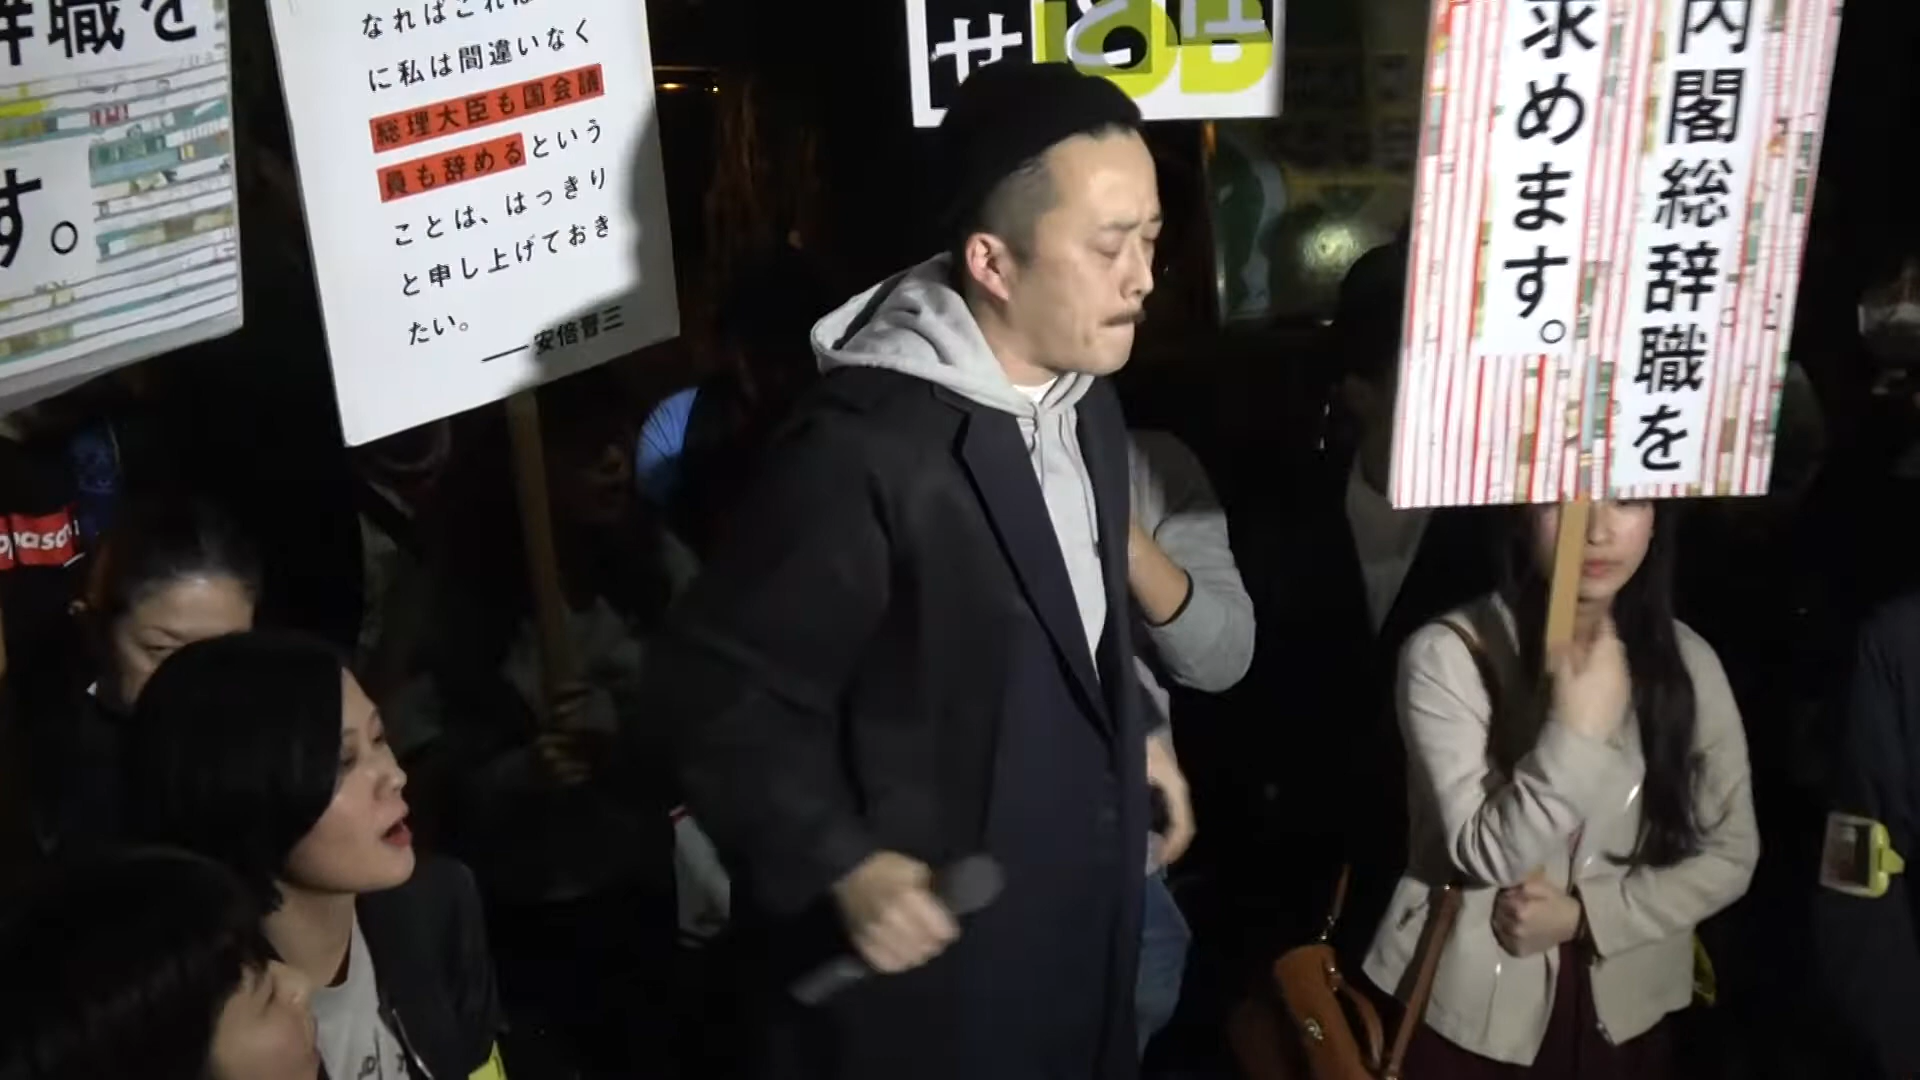 辞職を
す。
なればこれは
に私は間違いなく
総理大臣も国会議
員も辞める という
ことは、はっきり
と申し上げておき
たい。
——安倍晋三
せ
と
内閣総辞職を
求めます。